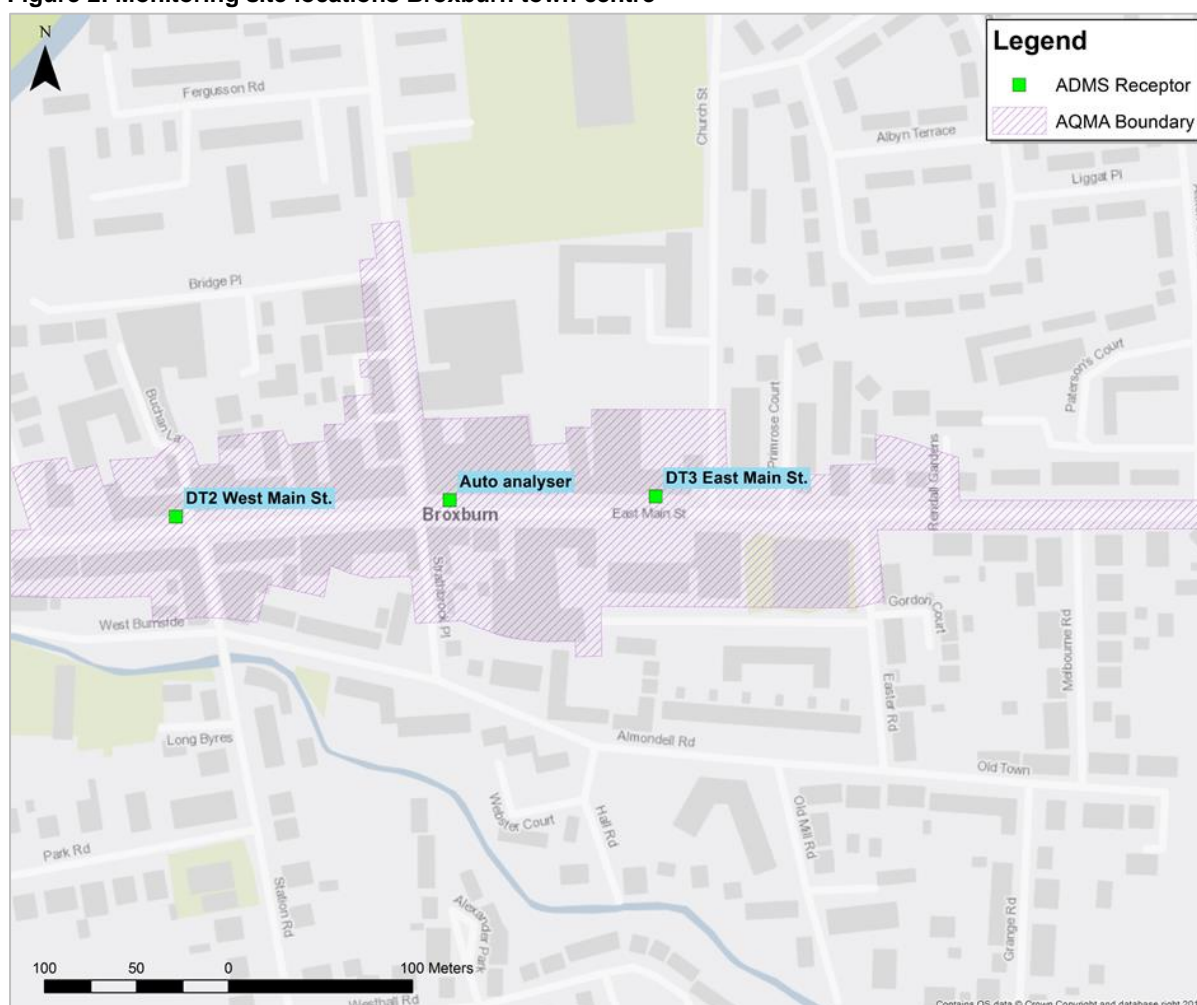 Figure 2: Monitoring site locations Broxburn town centre
N
Legend
ADMS Receptor
AQMA Boundary
Fergusson Rd
Church St
Albyn Terrace
Liggat Pl
Bridge Pl
Buchan La
Primrose Court
Paterson's Court
Rendall Gardens
DT2 West Main St.
Auto analyser
DT3 East Main St.
Broxburn
East Main St
Strathbrock Pl
West Burnside
Gordon Court
Melbourne Rd
Easter Rd
Long Byres
Almondell Rd
Old Town
Webster Court
Hall Rd
Old Mill Rd
Park Rd
Station Rd
Alexander Park
Grange Rd
100 50 0 100 Meters
Westhall Rd
Contains OS data © Crown Copyright and database right